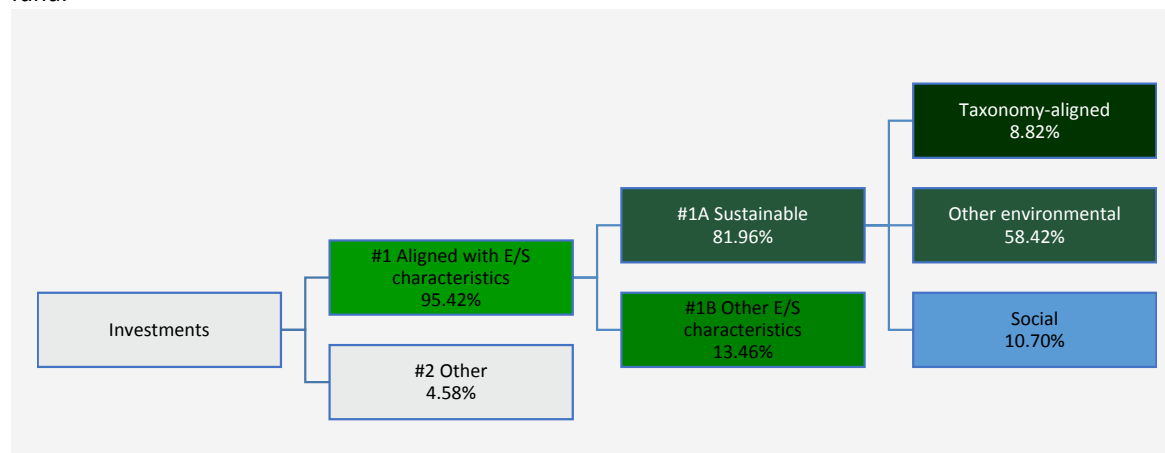 Taxonomy-aligned
8.82%
#1A Sustainable
81.96%
Other environmental
58.42%
#1 Aligned with E/S
characteristics
95.42%
Investments
#1B Other E/S
characteristics
13.46%
Social
10.70%
#2 Other
4.58%